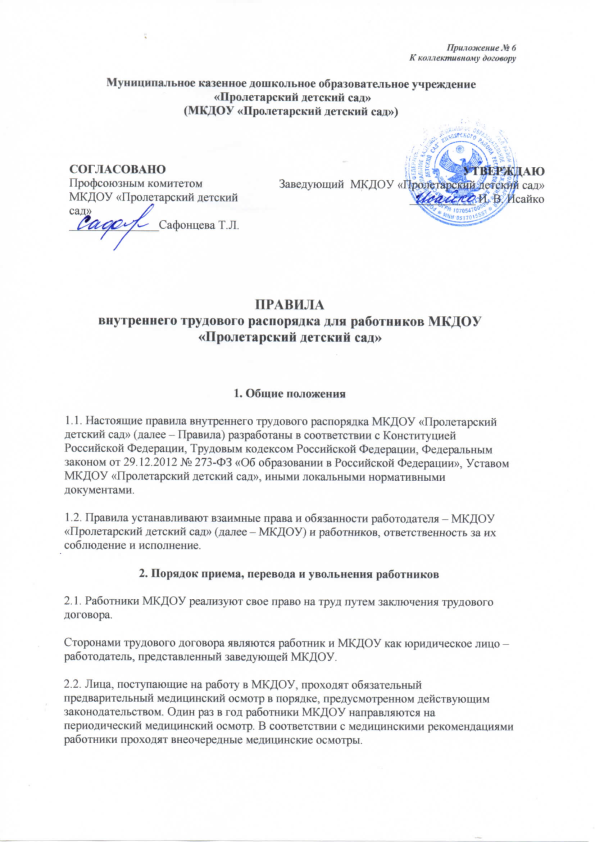 Приложение № 6
К коллективному договору
Муниципальное казенное дошкольное образовательное учреждение
«Пролетарский детский сад»
(МКДОУ «Пролетарский детский сад»)
СОГЛАСОВАНО
Профсоюзным комитетом
МКДОУ «Пролетарский детский
сад»
Сафонцева Т.Л.
УТВЕРЖДАЮ
Заведующий МКДОУ «Пролетарский детский сад»
И. В. Исайко
ПРАВИЛА
внутреннего трудового распорядка для работников МКДОУ
«Пролетарский детский сад»
1. Общие положения
1.1. Настоящие правила внутреннего трудового распорядка МКДОУ «Пролетарский
детский сад» (далее – Правила) разработаны в соответствии с Конституцией
Российской Федерации, Трудовым кодексом Российской Федерации, Федеральным
законом от 29.12.2012 № 273-ФЗ «Об образовании в Российской Федерации», Уставом
МКДОУ «Пролетарский детский сад», иными локальными нормативными
документами.
1.2. Правила устанавливают взаимные права и обязанности работодателя – МКДОУ
«Пролетарский детский сад» (далее – МКДОУ) и работников, ответственность за их
соблюдение и исполнение.
2. Порядок приема, перевода и увольнения работников
2.1. Работники МКДОУ реализуют свое право на труд путем заключения трудового
договора.
Сторонами трудового договора являются работник и МКДОУ как юридическое лицо –
работодатель, представленный заведующей МКДОУ.
2.2. Лица, поступающие на работу в МКДОУ, проходят обязательный
предварительный медицинский осмотр в порядке, предусмотренном действующим
законодательством. Один раз в год работники МКДОУ направляются на
периодический медицинский осмотр. В соответствии с медицинскими рекомендациями
работники проходят внеочередные медицинские осмотры.